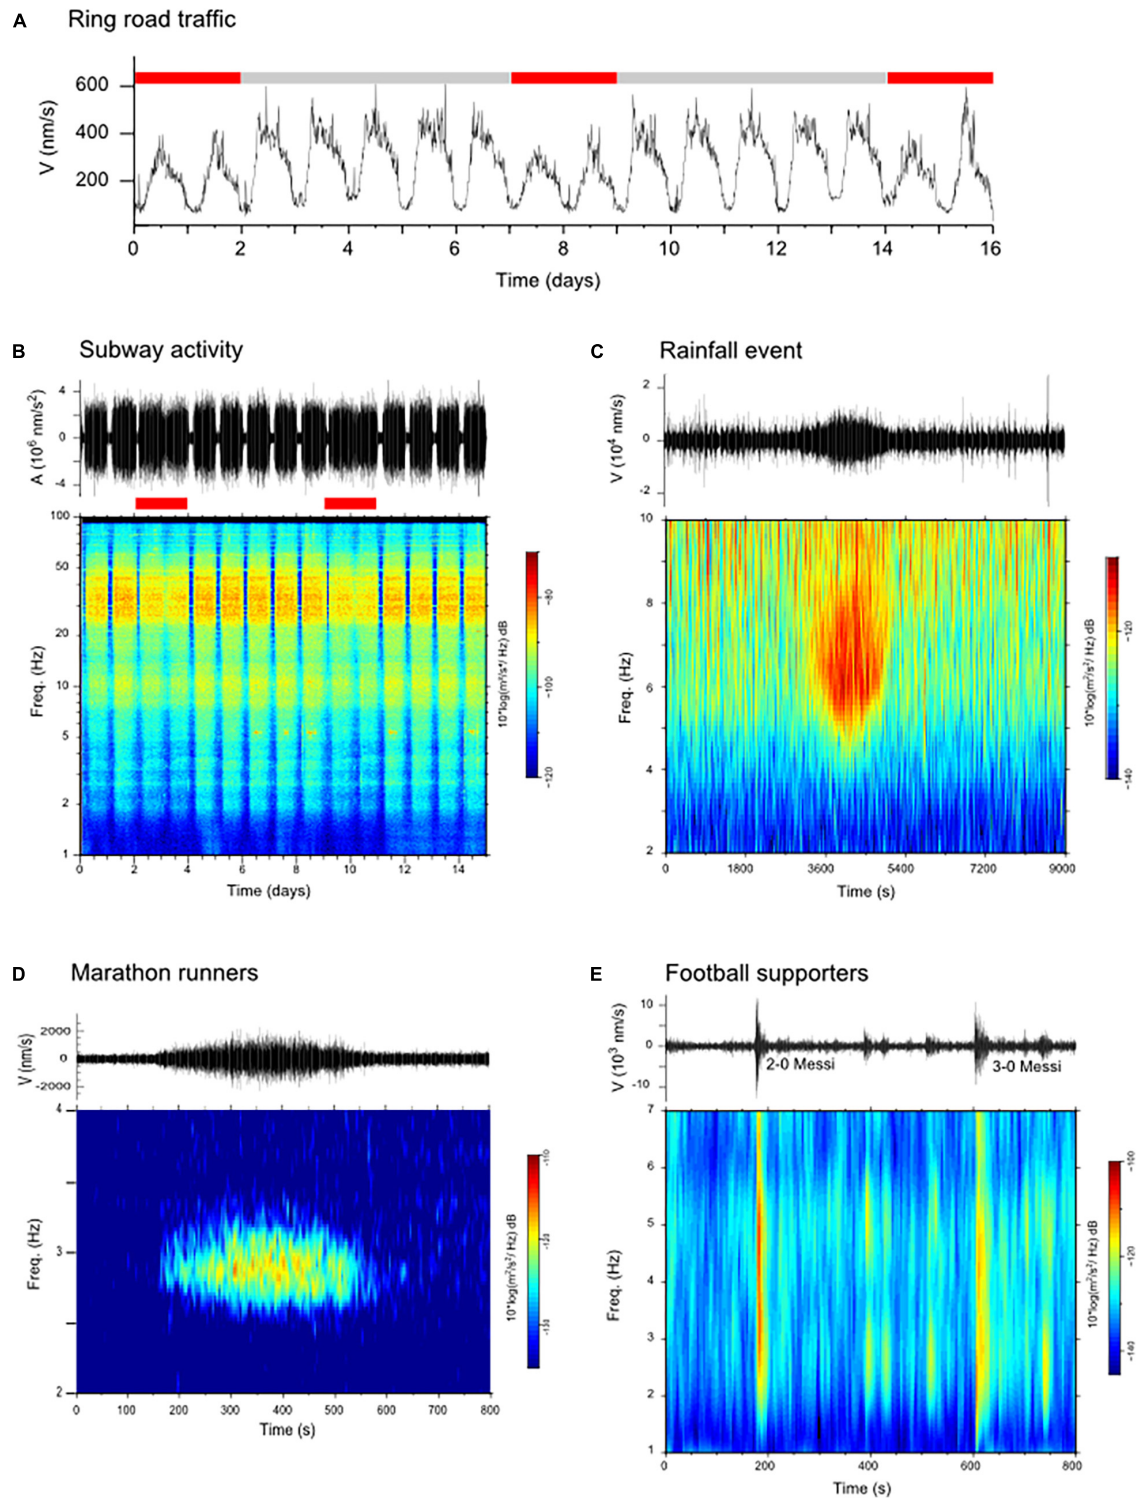 A Ring road traffic
600
400
200
V (nm/s)
0 2 4 6 8 10 12 14 16
Time (days)
B Subway activity
4
0
-4
A (10⁶ nm/s²)
100
50
20
10
5
2
1
Freq. (Hz)
0 2 4 6 8 10 12 14
Time (days)
-80
-100
-120
10*log(m²/s⁴/ Hz) dB
C Rainfall event
2
0
-2
V (10⁴ nm/s)
10
8
6
4
2
Freq. (Hz)
0 1800 3600 5400 7200 9000
Time (s)
-120
-140
10*log(m²/s²/ Hz) dB
D Marathon runners
2000
0
-2000
V (nm/s)
4
3
2
Freq. (Hz)
0 100 200 300 400 500 600 700 800
Time (s)
-110
-120
-130
10*log(m²/s²/ Hz) dB
E Football supporters
10
0
-10
V (10³ nm/s)
2-0 Messi
3-0 Messi
7
6
5
4
3
2
1
Freq. (Hz)
0 200 400 600 800
Time (s)
-100
-140
10*log(m²/s²/ Hz) dB